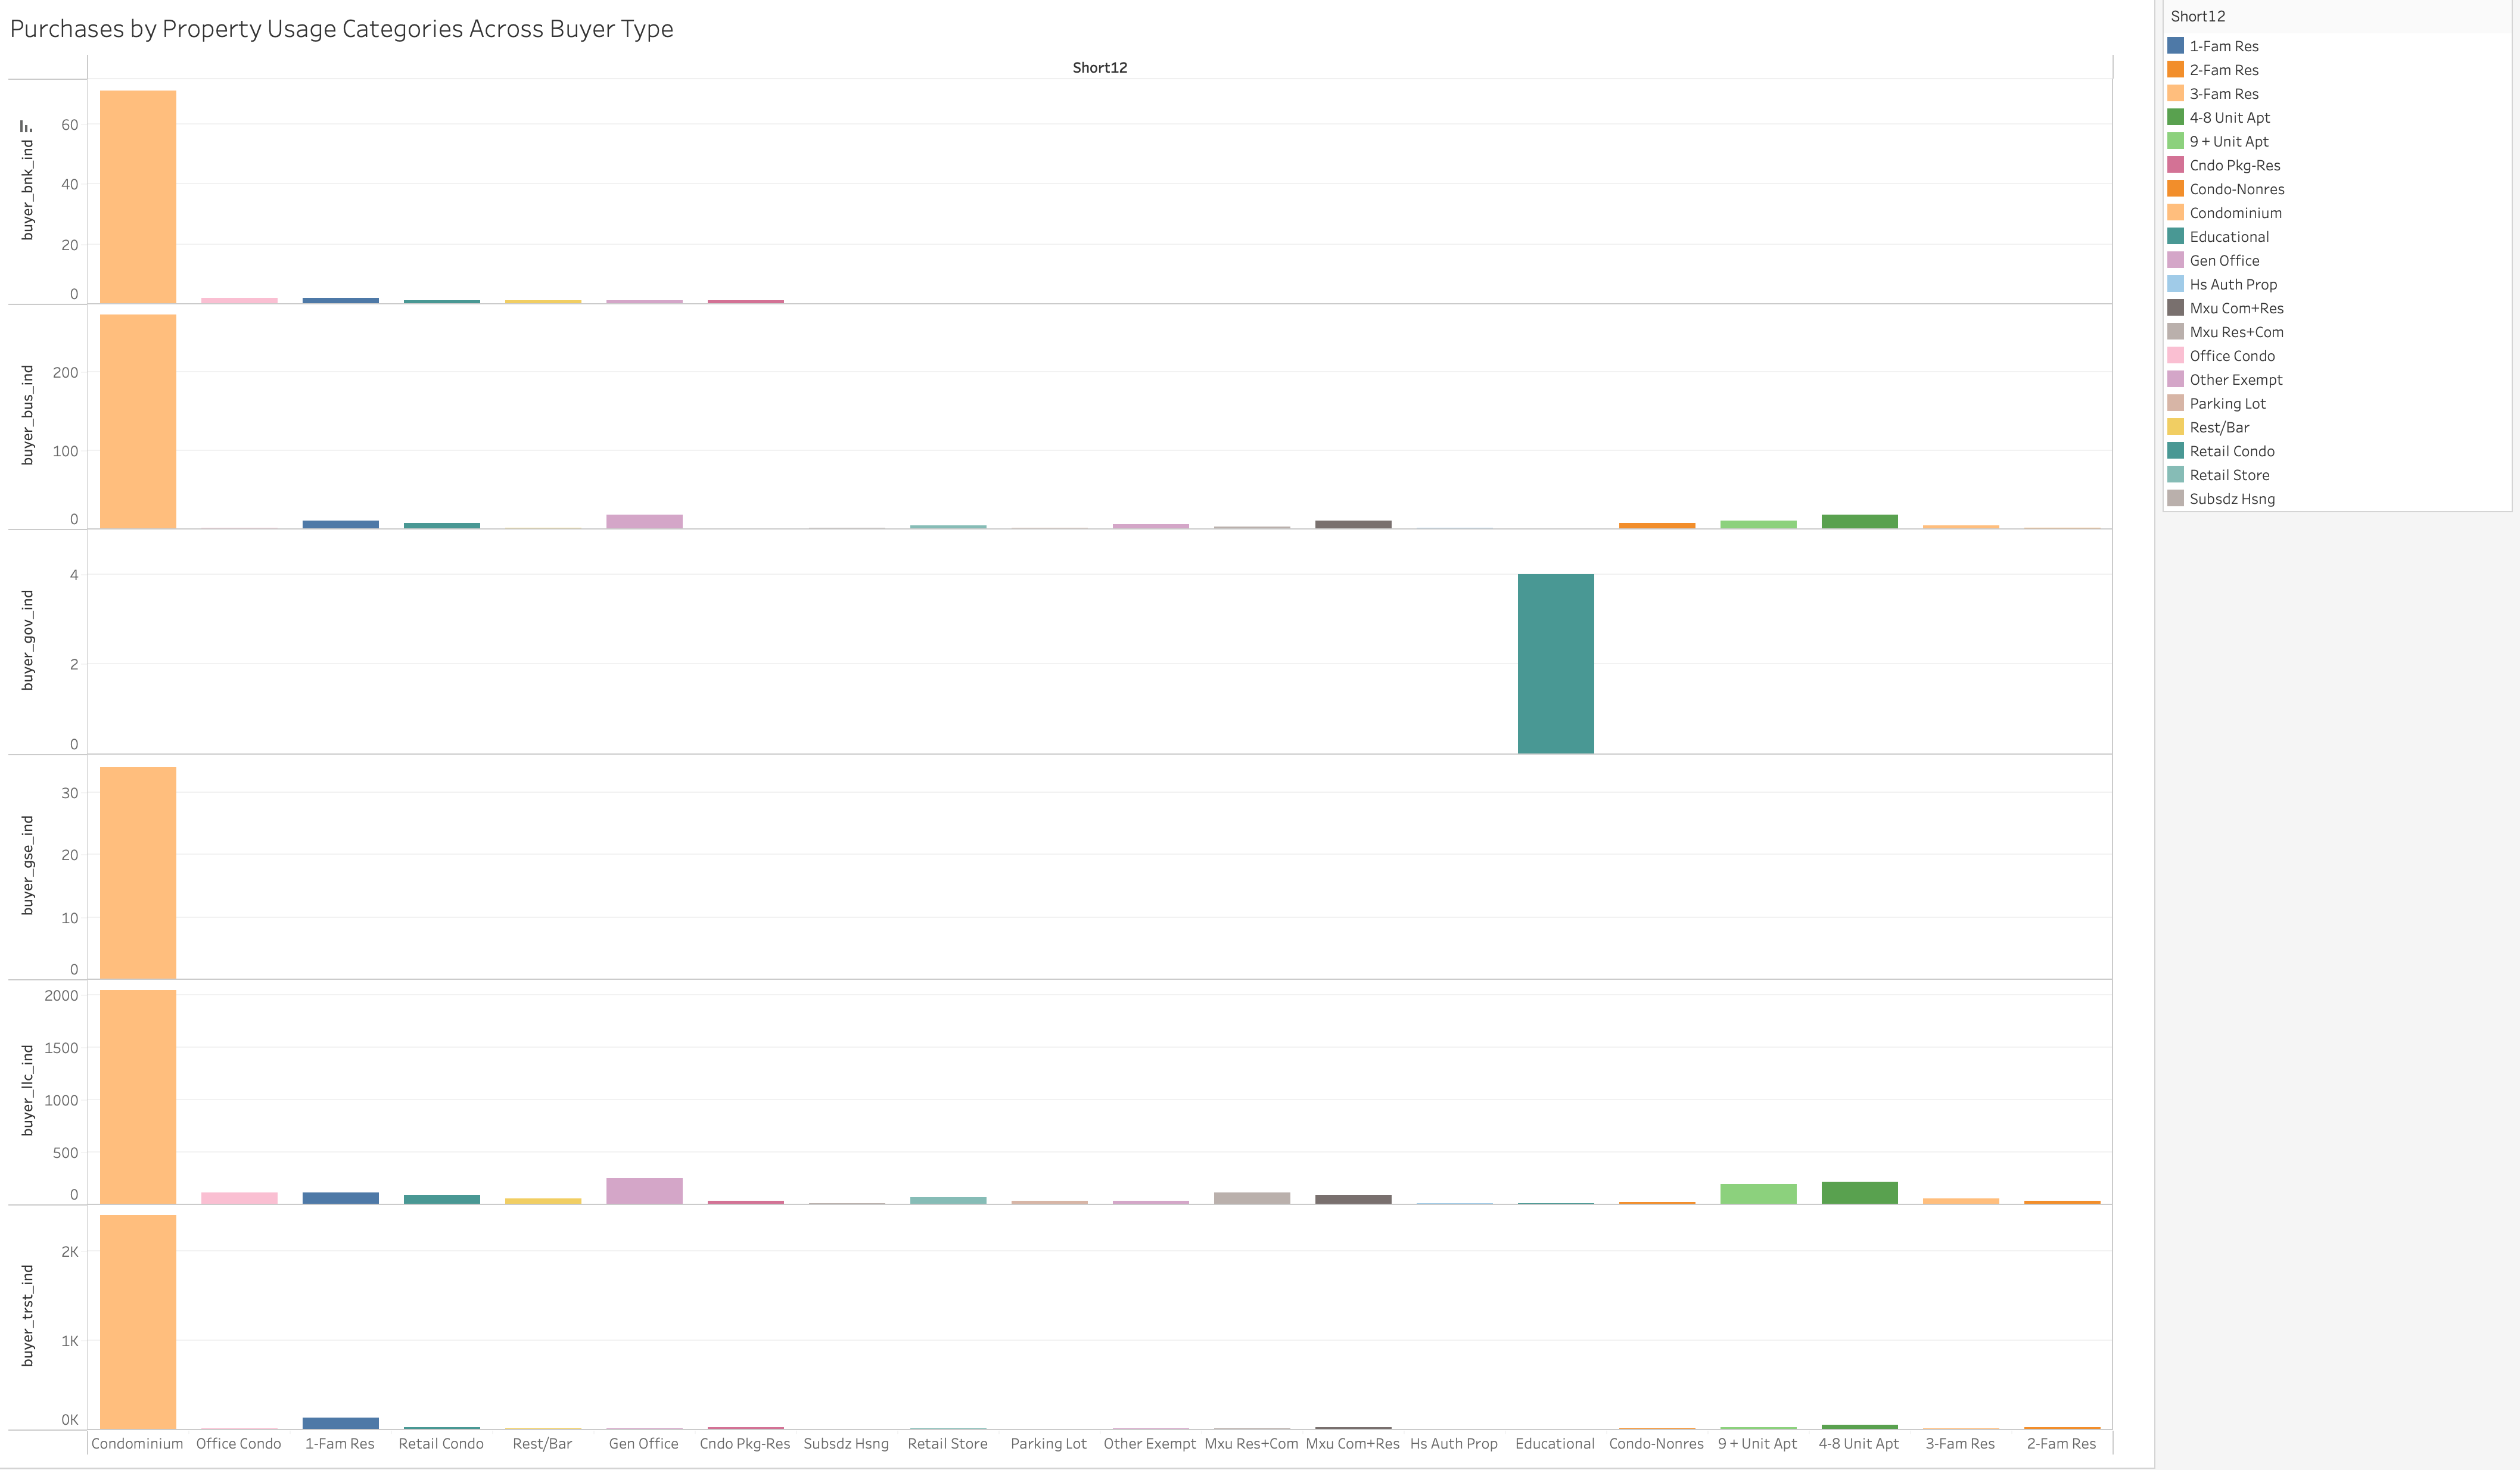 Purchases by Property Usage Categories Across Buyer Type
Short12
buyer_bnk_ind
60
40
20
0
buyer_bus_ind
200
100
0
buyer_gov_ind
4
2
0
buyer_gse_ind
30
20
10
0
buyer_llc_ind
2000
1500
1000
500
0
buyer_trst_ind
2K
1K
0K
Condominium Office Condo 1-Fam Res Retail Condo Rest/Bar Gen Office Cndo Pkg-Res Subsdz Hsng Retail Store Parking Lot Other Exempt Mxu Res+Com Mxu Com+Res Hs Auth Prop Educational Condo-Nonres 9 + Unit Apt 4-8 Unit Apt 3-Fam Res 2-Fam Res
Short12
1-Fam Res
2-Fam Res
3-Fam Res
4-8 Unit Apt
9 + Unit Apt
Cndo Pkg-Res
Condo-Nonres
Condominium
Educational
Gen Office
Hs Auth Prop
Mxu Com+Res
Mxu Res+Com
Office Condo
Other Exempt
Parking Lot
Rest/Bar
Retail Condo
Retail Store
Subsdz Hsng